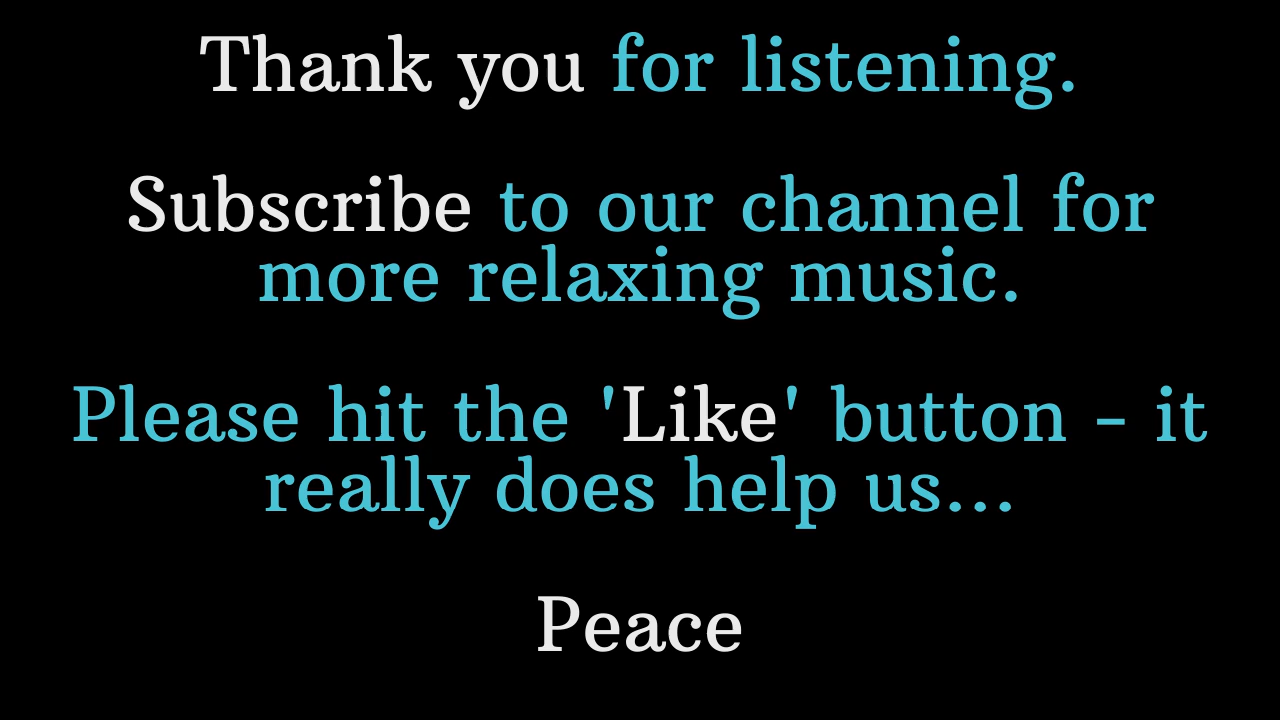 Thank you for listening.
Subscribe to our channel for
more relaxing music.
Please hit the 'Like' button - it
really does help us...
Peace